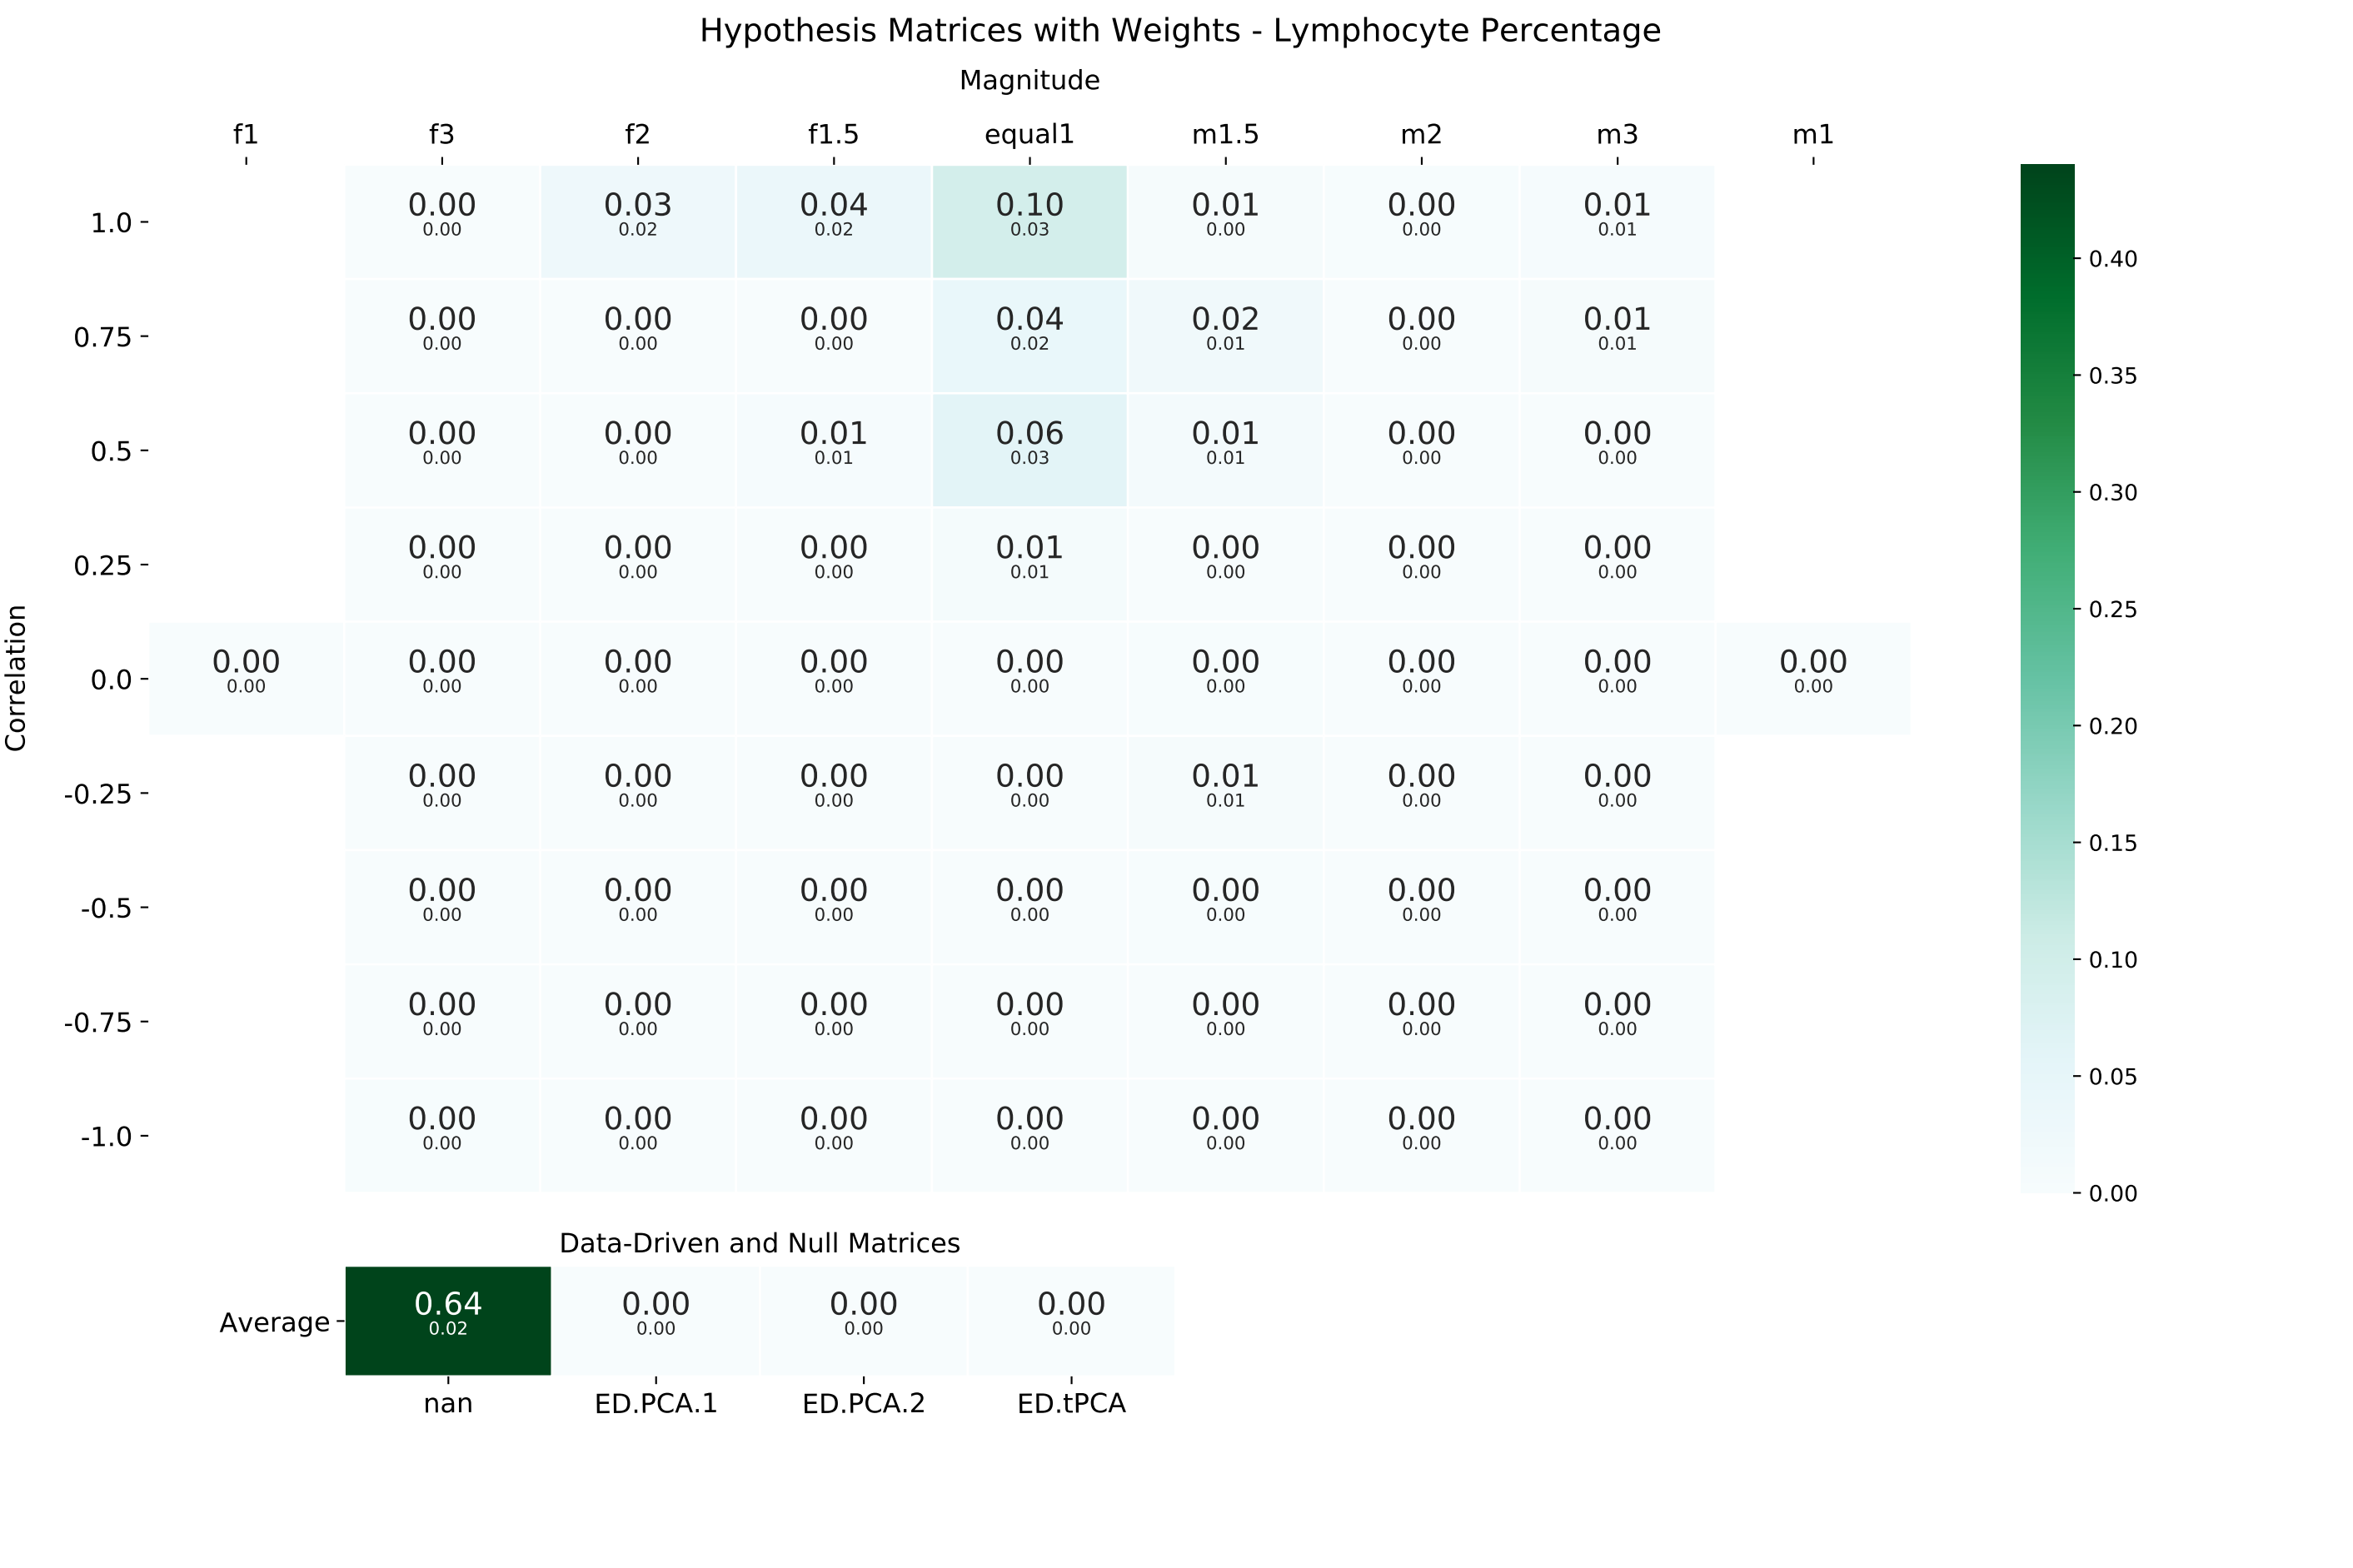 Hypothesis Matrices with Weights - Lymphocyte Percentage
Magnitude
f1 f3 f2 f1.5 equal1 m1.5 m2 m3 m1
Correlation
1.0 0.00 0.03 0.04 0.10 0.01 0.00 0.01
0.00 0.02 0.02 0.03 0.00 0.00 0.01
0.75 0.00 0.00 0.00 0.04 0.02 0.00 0.01
0.00 0.00 0.00 0.02 0.01 0.00 0.01
0.5 0.00 0.00 0.01 0.06 0.01 0.00 0.00
0.00 0.00 0.01 0.03 0.01 0.00 0.00
0.25 0.00 0.00 0.00 0.01 0.00 0.00 0.00
0.00 0.00 0.00 0.01 0.00 0.00 0.00
0.0 0.00 0.00 0.00 0.00 0.00 0.00 0.00 0.00 0.00
0.00 0.00 0.00 0.00 0.00 0.00 0.00 0.00 0.00
-0.25 0.00 0.00 0.00 0.00 0.01 0.00 0.00
0.00 0.00 0.00 0.00 0.01 0.00 0.00
-0.5 0.00 0.00 0.00 0.00 0.00 0.00 0.00
0.00 0.00 0.00 0.00 0.00 0.00 0.00
-0.75 0.00 0.00 0.00 0.00 0.00 0.00 0.00
0.00 0.00 0.00 0.00 0.00 0.00 0.00
-1.0 0.00 0.00 0.00 0.00 0.00 0.00 0.00
0.00 0.00 0.00 0.00 0.00 0.00 0.00
0.40
0.35
0.30
0.25
0.20
0.15
0.10
0.05
0.00
Data-Driven and Null Matrices
Average 0.64 0.00 0.00 0.00
0.02 0.00 0.00 0.00
nan ED.PCA.1 ED.PCA.2 ED.tPCA